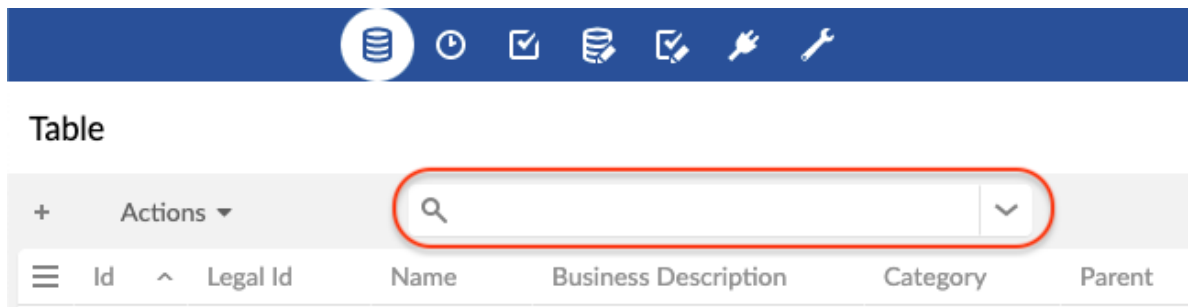 Table
+ Actions
Id Legal Id Name Business Description Category Parent